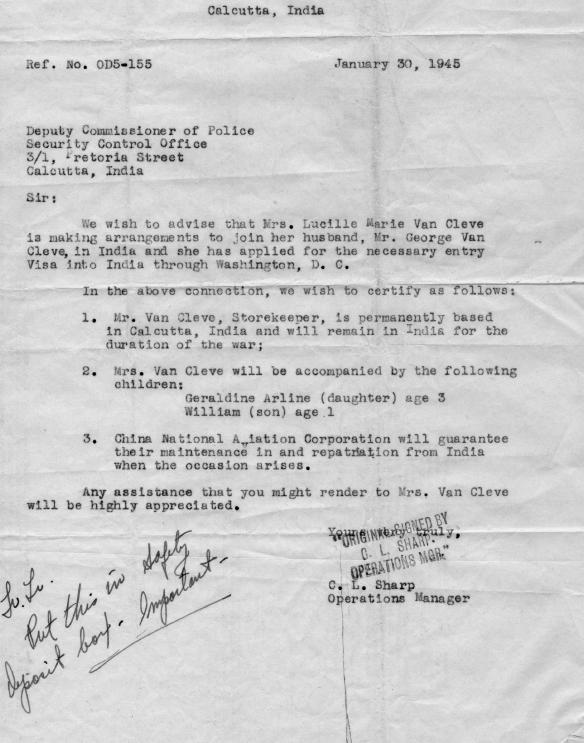 Calcutta, India
Ref. No. OD5-155 January 30, 1945
Deputy Commissioner of Police
Security Control Office
3/1, Pretoria Street
Calcutta, India
Sir:
We wish to advise that Mrs. Lucille Marie Van Cleve
is making arrangements to join her husband, Mr. George Van
Cleve, in India and she has applied for the necessary entry
Visa into India through Washington, D. C.
In the above connection, we wish to certify as follows:
1. Mr. Van Cleve, Storekeeper, is permanently based
in Calcutta, India and will remain in India for the
duration of the war;
2. Mrs. Van Cleve will be accompanied by the following
children:
Geraldine Arline (daughter) age 3
William (son) age 1
3. China National Aviation Corporation will guarantee
their maintenance in and repatriation from India
when the occasion arises.
Any assistance that you might render to Mrs. Van Cleve
will be highly appreciated.
Yours very truly,
"ORIGINAL SIGNED BY
C. L. SHARP.
OPERATIONS MGR."
C. L. Sharp
Operations Manager
Put this in Safety
deposit box. Important-